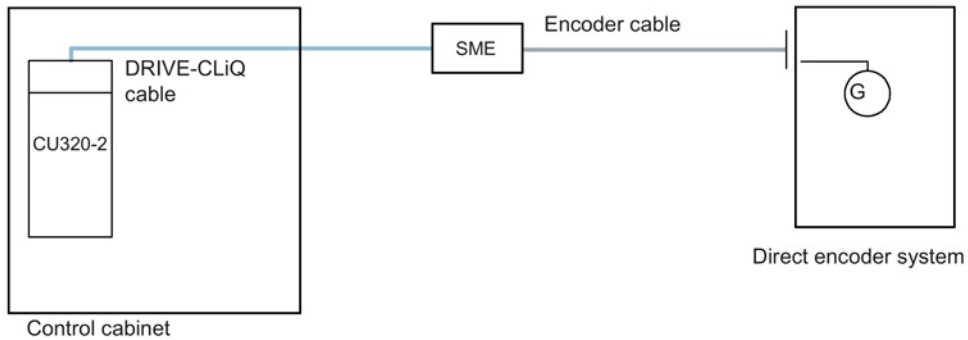 SME
Encoder cable
DRIVE-CLiQ
cable
CU320-2
G
Direct encoder system
Control cabinet